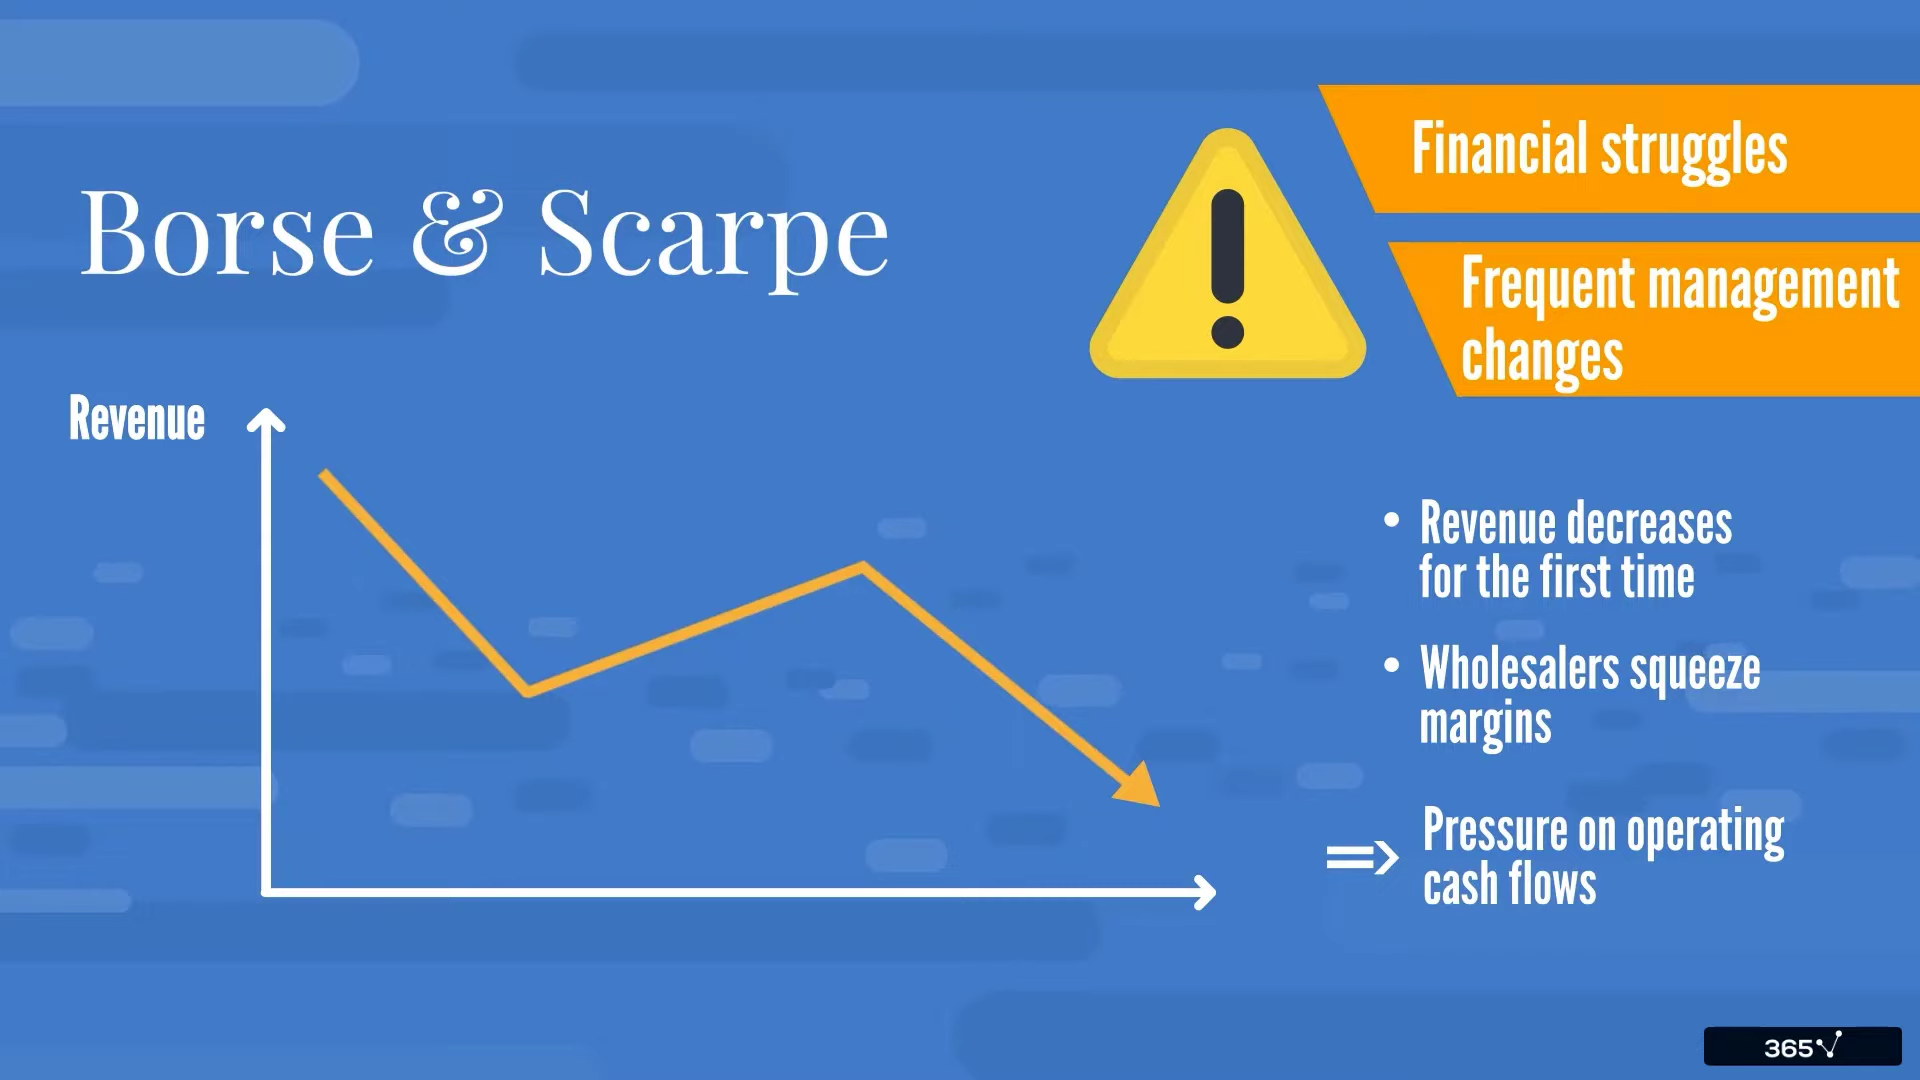 Borse & Scarpe
Financial struggles
Frequent management
changes
Revenue
• Revenue decreases
for the first time
• Wholesalers squeeze
margins
Pressure on operating
cash flows
365